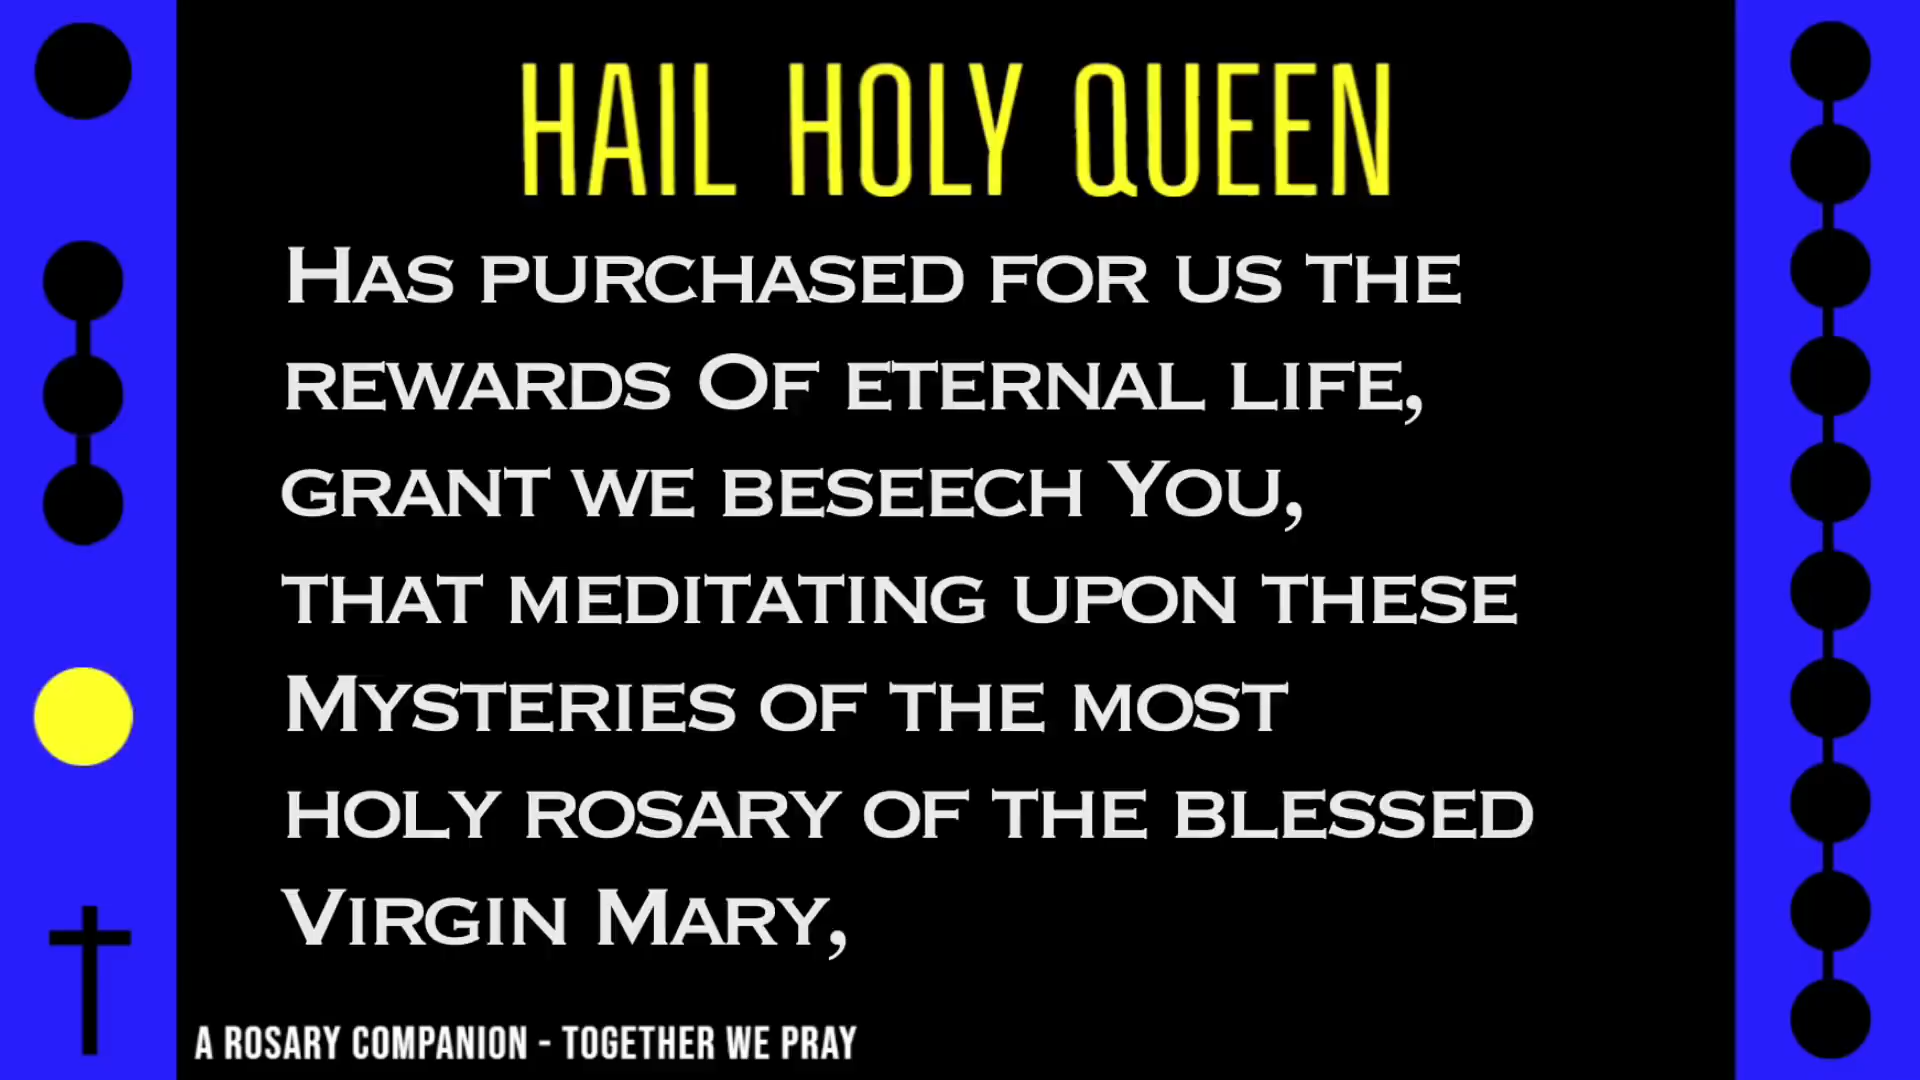 HAIL HOLY QUEEN
HAS PURCHASED FOR US THE
REWARDS OF ETERNAL LIFE,
GRANT WE BESEECH YOU,
THAT MEDITATING UPON THESE
MYSTERIES OF THE MOST
HOLY ROSARY OF THE BLESSED
VIRGIN MARY,
A ROSARY COMPANION - TOGETHER WE PRAY